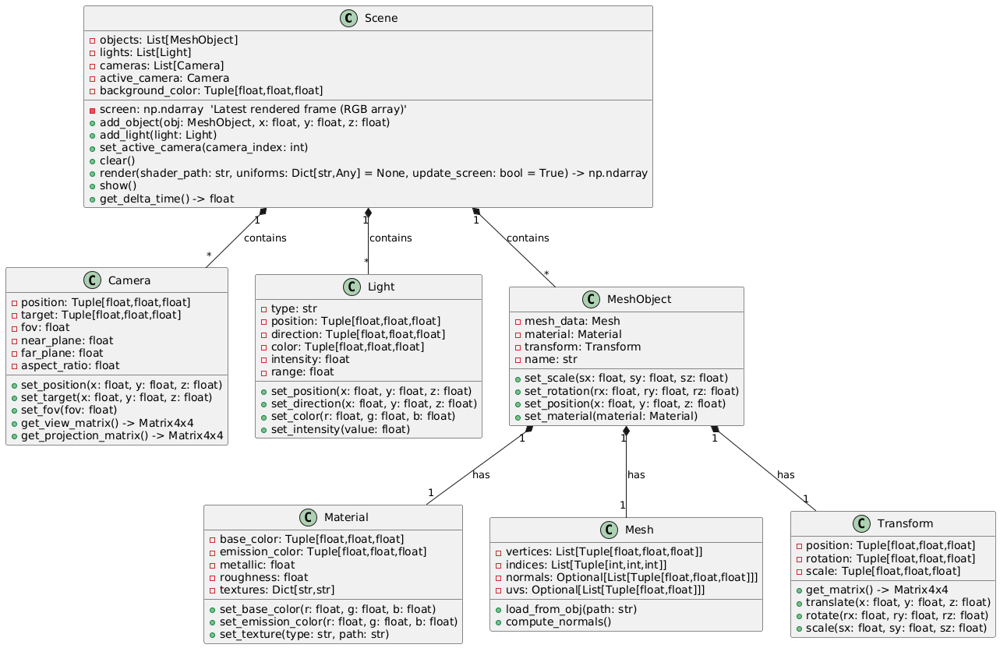 C Scene
objects: List[MeshObject]
lights: List[Light]
cameras: List[Camera]
active_camera: Camera
background_color: Tuple[float,float,float]
screen: np.ndarray  'Latest rendered frame (RGB array)'
add_object(obj: MeshObject, x: float, y: float, z: float)
add_light(light: Light)
set_active_camera(camera_index: int)
clear()
render(shader_path: str, uniforms: Dict[str,Any] = None, update_screen: bool = True) -> np.ndarray
show()
get_delta_time() -> float
1
1
1
contains
contains
contains
*
*
*
C Camera
position: Tuple[float,float,float]
target: Tuple[float,float,float]
fov: float
near_plane: float
far_plane: float
aspect_ratio: float
set_position(x: float, y: float, z: float)
set_target(x: float, y: float, z: float)
set_fov(fov: float)
get_view_matrix() -> Matrix4x4
get_projection_matrix() -> Matrix4x4
C Light
type: str
position: Tuple[float,float,float]
direction: Tuple[float,float,float]
color: Tuple[float,float,float]
intensity: float
range: float
set_position(x: float, y: float, z: float)
set_direction(x: float, y: float, z: float)
set_color(r: float, g: float, b: float)
set_intensity(value: float)
C MeshObject
mesh_data: Mesh
material: Material
transform: Transform
name: str
set_scale(sx: float, sy: float, sz: float)
set_rotation(rx: float, ry: float, rz: float)
set_position(x: float, y: float, z: float)
set_material(material: Material)
1
1
1
has
has
has
1
1
1
C Material
base_color: Tuple[float,float,float]
emission_color: Tuple[float,float,float]
metallic: float
roughness: float
textures: Dict[str,str]
set_base_color(r: float, g: float, b: float)
set_emission_color(r: float, g: float, b: float)
set_texture(type: str, path: str)
C Mesh
vertices: List[Tuple[float,float,float]]
indices: List[Tuple[int,int,int]]
normals: Optional[List[Tuple[float,float,float]]]
uvs: Optional[List[Tuple[float,float]]]
load_from_obj(path: str)
compute_normals()
C Transform
position: Tuple[float,float,float]
rotation: Tuple[float,float,float]
scale: Tuple[float,float,float]
get_matrix() -> Matrix4x4
translate(x: float, y: float, z: float)
rotate(rx: float, ry: float, rz: float)
scale(sx: float, sy: float, sz: float)